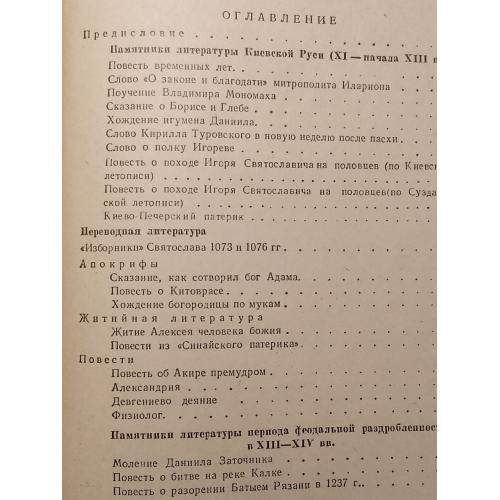 ОГЛАВЛЕНИЕ
Предисловие
Памятники литературы Киевской Руси (XI — начала XIII в
Повесть временных лет.
Слово «О законе и благодати» митрополита Илариона
Поучение Владимира Мономаха
Сказание о Борисе и Глебе
Хождение игумена Даниила.
Слово Кирилла Туровского в новую неделю после пасхи
Слово о полку Игореве
Повесть о походе Игоря Святославича на половцев (по Киевск
летописи)
Повесть о походе Игоря Святославича на половцев(по Сузда
ской летописи)
Киево-Печерский патерик
Переводная литература
«Изборники» Святослава 1073 и 1076 гг
Апокрифы
Сказание, как сотворил бог Адама.
Повесть о Китоврасе
Хождение богородицы по мукам
Житийная литература
Житие Алексея человека божия
Повести из «Синайского патерика».
Повести
Повесть об Акире премудром
Александрия
Девгениево деяние
Физиолог.
Памятники литературы периода феодальной раздробленнос
в XIII—XIV вв.
Моление Даниила Заточника
Повесть о битве на реке Калке
Повесть о разорении Батыем Рязани в 1237 г.